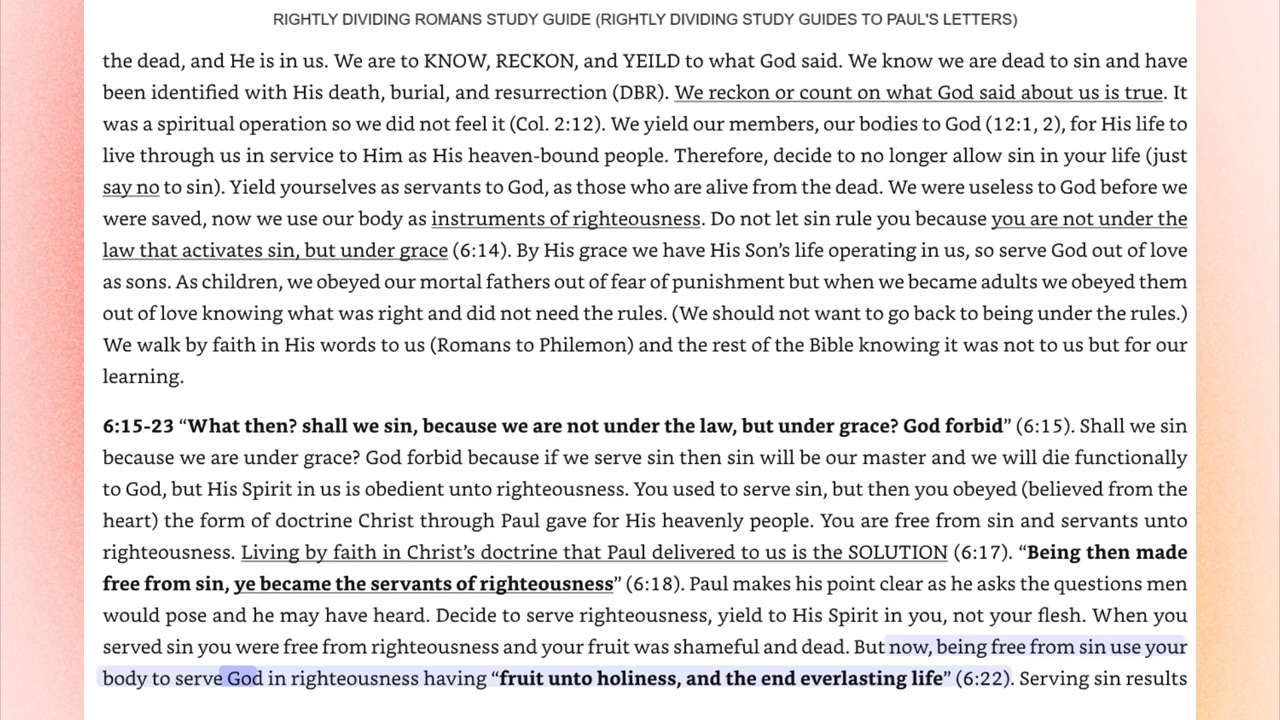 RIGHTLY DIVIDING ROMANS STUDY GUIDE (RIGHTLY DIVIDING STUDY GUIDES TO PAUL'S LETTERS)
the dead, and He is in us. We are to KNOW, RECKON, and YEILD to what God said. We know we are dead to sin and have
been identified with His death, burial, and resurrection (DBR). We reckon or count on what God said about us is true. It
was a spiritual operation so we did not feel it (Col. 2:12). We yield our members, our bodies to God (12:1, 2), for His life to
live through us in service to Him as His heaven-bound people. Therefore, decide to no longer allow sin in your life (just
say no to sin). Yield yourselves as servants to God, as those who are alive from the dead. We were useless to God before we
were saved, now we use our body as instruments of righteousness. Do not let sin rule you because you are not under the
law that activates sin, but under grace (6:14). By His grace we have His Son’s life operating in us, so serve God out of love
as sons. As children, we obeyed our mortal fathers out of fear of punishment but when we became adults we obeyed them
out of love knowing what was right and did not need the rules. (We should not want to go back to being under the rules.)
We walk by faith in His words to us (Romans to Philemon) and the rest of the Bible knowing it was not to us but for our
learning.
6:15-23 “What then? shall we sin, because we are not under the law, but under grace? God forbid” (6:15). Shall we sin
because we are under grace? God forbid because if we serve sin then sin will be our master and we will die functionally
to God, but His Spirit in us is obedient unto righteousness. You used to serve sin, but then you obeyed (believed from the
heart) the form of doctrine Christ through Paul gave for His heavenly people. You are free from sin and servants unto
righteousness. Living by faith in Christ’s doctrine that Paul delivered to us is the SOLUTION (6:17). “Being then made
free from sin, ye became the servants of righteousness” (6:18). Paul makes his point clear as he asks the questions men
would pose and he may have heard. Decide to serve righteousness, yield to His Spirit in you, not your flesh. When you
served sin you were free from righteousness and your fruit was shameful and dead. But now, being free from sin use your
body to serve God in righteousness having “fruit unto holiness, and the end everlasting life” (6:22). Serving sin results